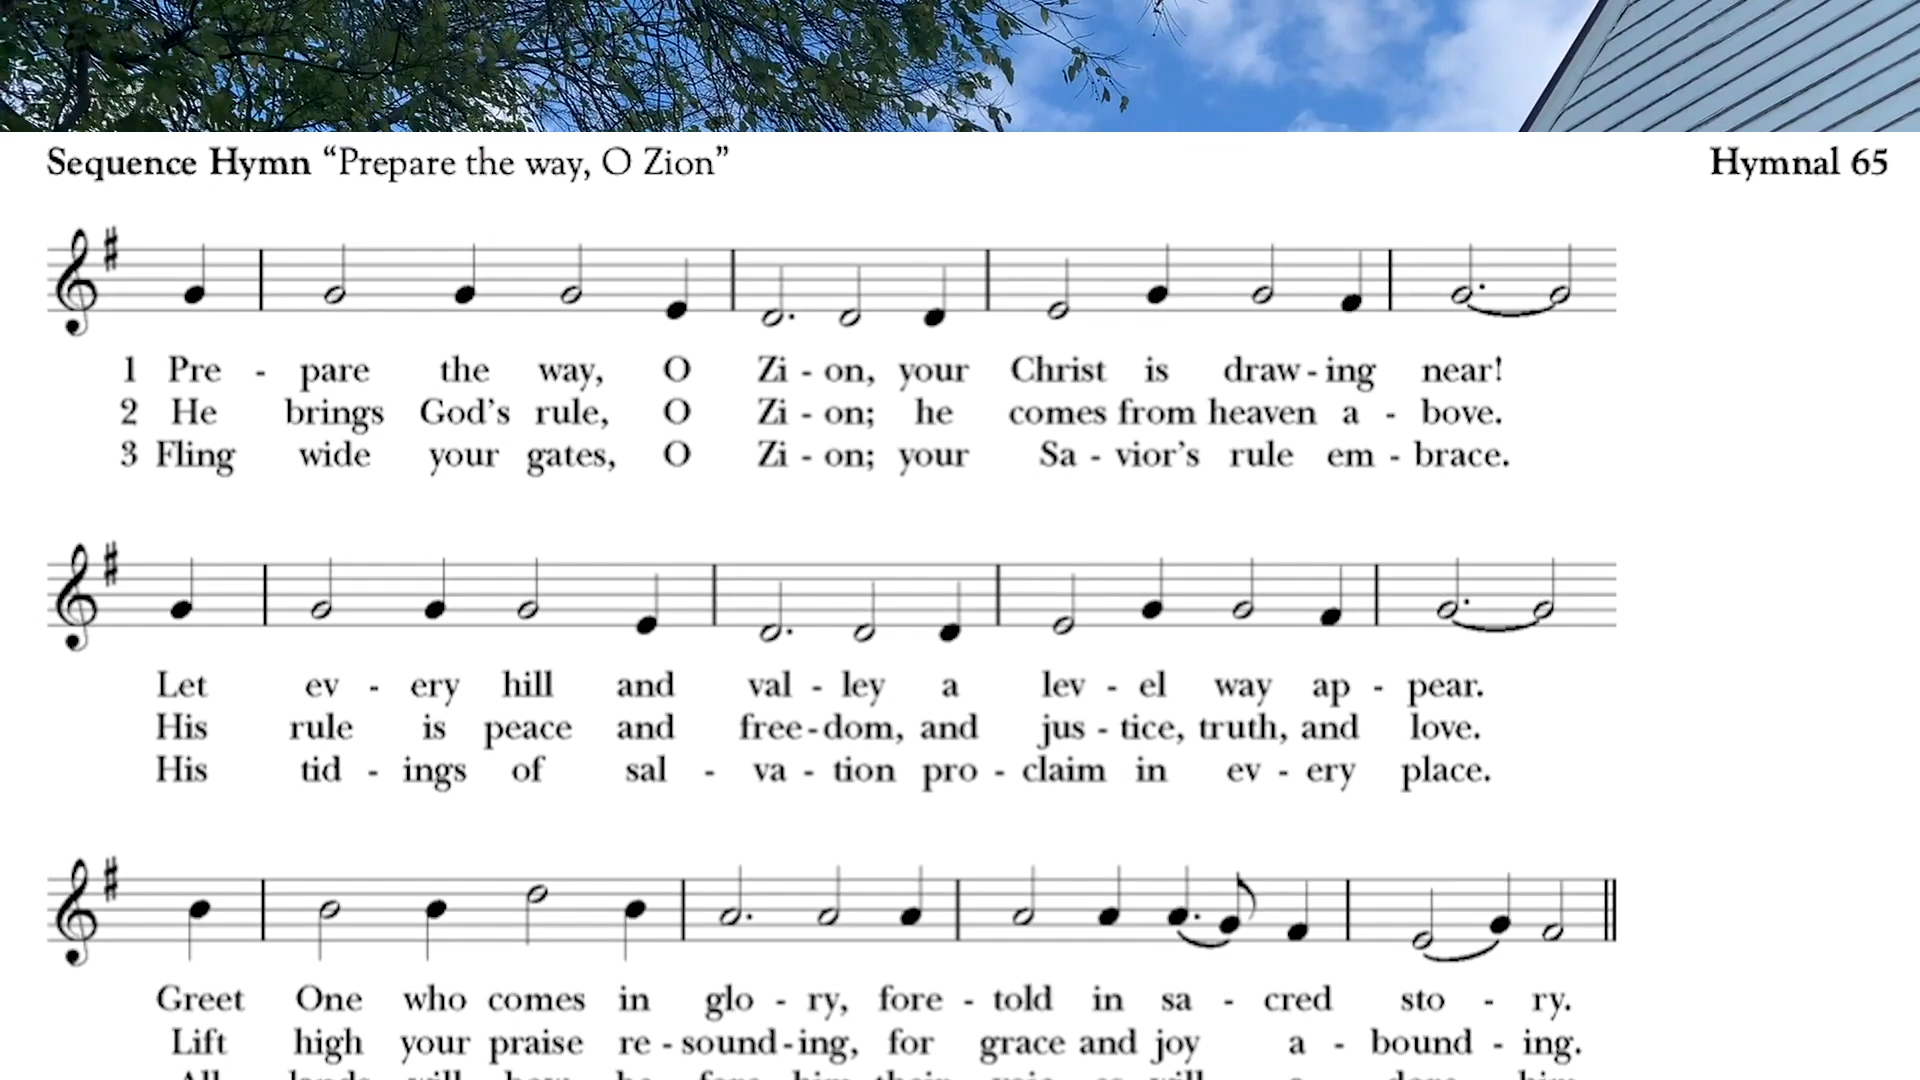 Sequence Hymn “Prepare the way, O Zion” Hymnal 65
1 Pre - pare the way, O Zi - on, your Christ is draw - ing near!
2 He brings God’s rule, O Zi - on; he comes from heaven a - bove.
3 Fling wide your gates, O Zi - on; your Sa - vior’s rule em - brace.
Let ev - ery hill and val - ley a lev - el way ap - pear.
His rule is peace and free - dom, and jus - tice, truth, and love.
His tid - ings of sal - va - tion pro - claim in ev - ery place.
Greet One who comes in glo - ry, fore - told in sa - cred sto - ry.
Lift high your praise re - sound - ing, for grace and joy a - bound - ing.